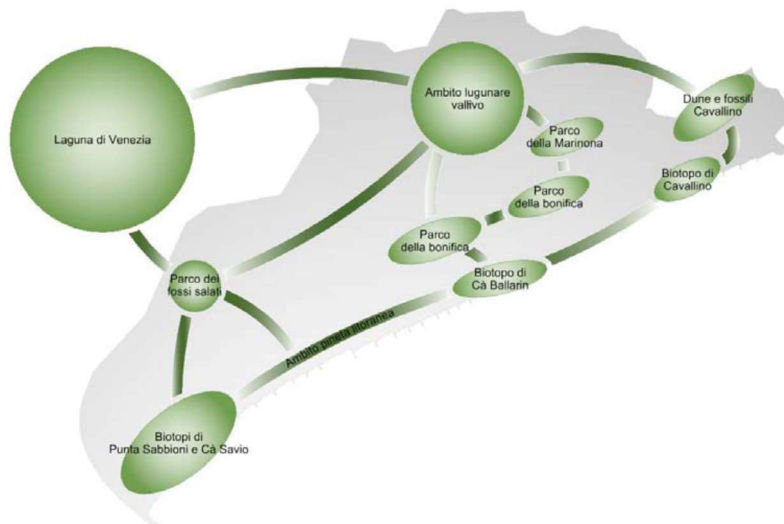 Laguna di Venezia
Ambito lugunare
vallivo
Dune e fossili
Cavallino
Parco
della Marinona
Biotopo di
Cavallino
Parco
della bonifica
Parco
della bonifica
Biotopo di
Cà Ballarin
Parco dei
fossi salati
Ambito pineta litoranea
Biotopi di
Punta Sabbioni e Cà Savio